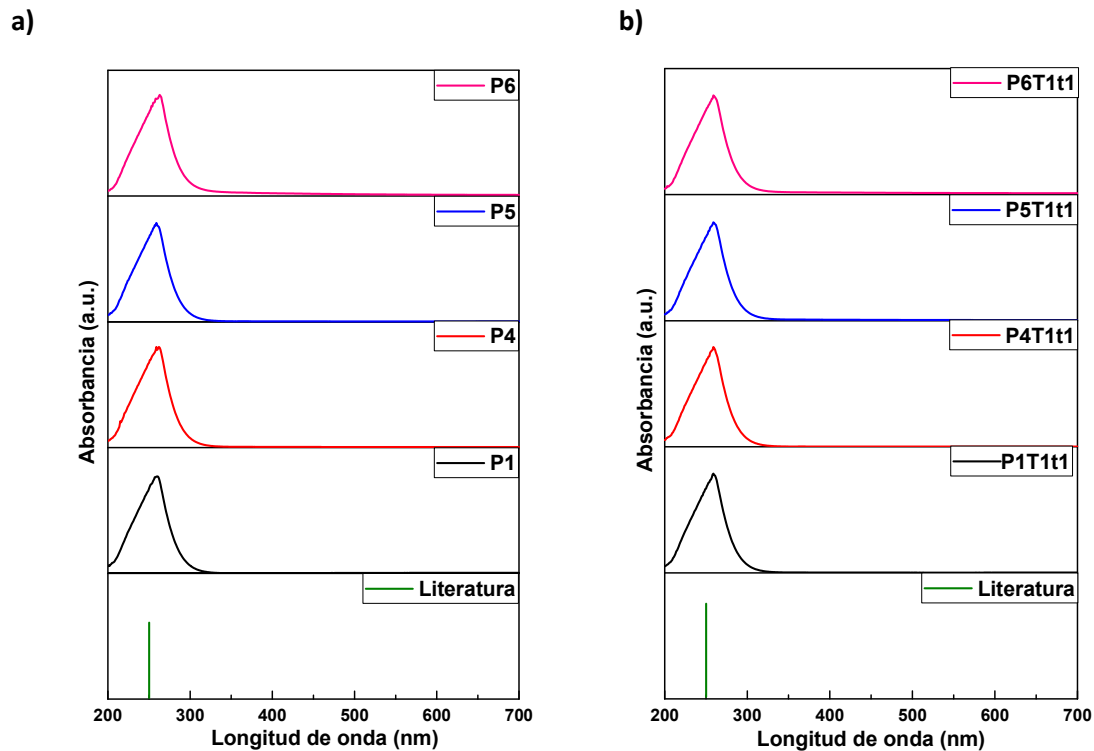 a)
P6
P5
P4
P1
Literatura
Absorbancia (a.u.)
200 300 400 500 600 700
Longitud de onda (nm)
b)
P6T1t1
P5T1t1
P4T1t1
P1T1t1
Literatura
Absorbancia (a.u.)
200 300 400 500 600 700
Longitud de onda (nm)